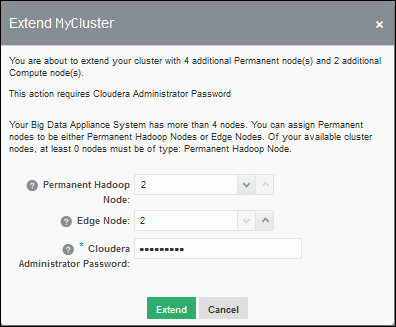 Extend MyCluster
×
You are about to extend your cluster with 4 additional Permanent node(s) and 2 additional
Compute node(s).
This action requires Cloudera Administrator Password
Your Big Data Appliance System has more than 4 nodes. You can assign Permanent
nodes to be either Permanent Hadoop Nodes or Edge Nodes. Of your available cluster
nodes, at least 0 nodes must be of type: Permanent Hadoop Node.
? Permanent Hadoop Node: 2
? Edge Node: 2
? * Cloudera Administrator Password: •••••••••
Extend Cancel